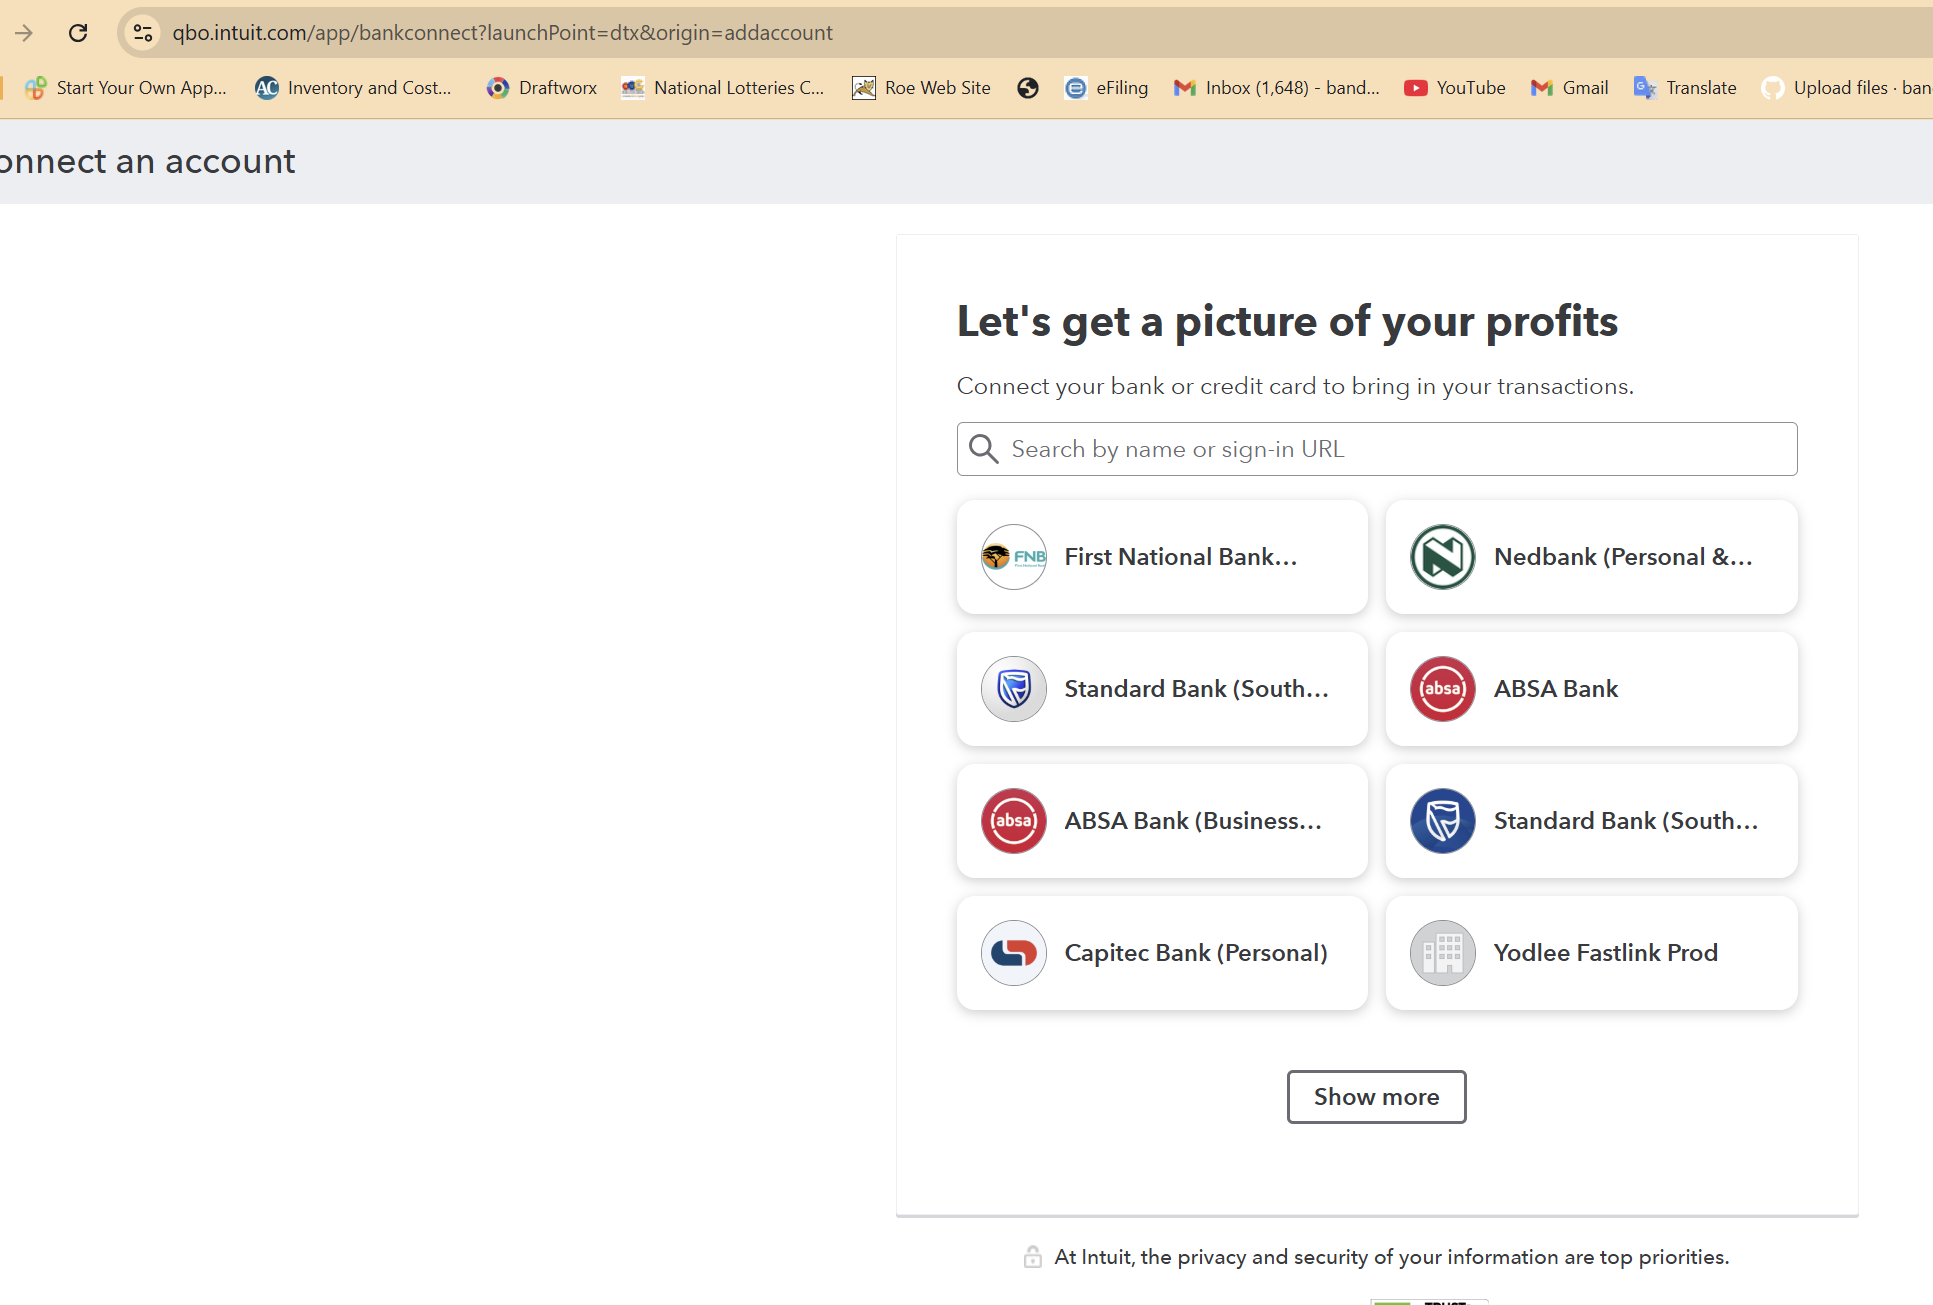 qbo.intuit.com/app/bankconnect?launchPoint=dtx&origin=addaccount
Start Your Own App... AC Inventory and Cost... Draftworx National Lotteries C... Roe Web Site eFiling Inbox (1,648) - band... YouTube Gmail Translate Upload files · ban
onnect an account
Let's get a picture of your profits
Connect your bank or credit card to bring in your transactions.
Search by name or sign-in URL
FNB First National Bank... Nedbank (Personal &...
Standard Bank (South... absa ABSA Bank
absa ABSA Bank (Business... Standard Bank (South...
Capitec Bank (Personal) Yodlee Fastlink Prod
Show more
At Intuit, the privacy and security of your information are top priorities.